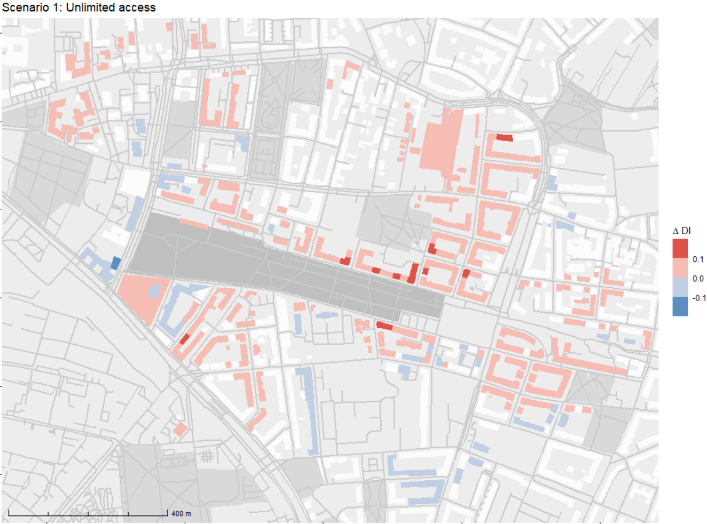 Scenario 1: Unlimited access
Δ DI
0.1
0.0
-0.1
400 m